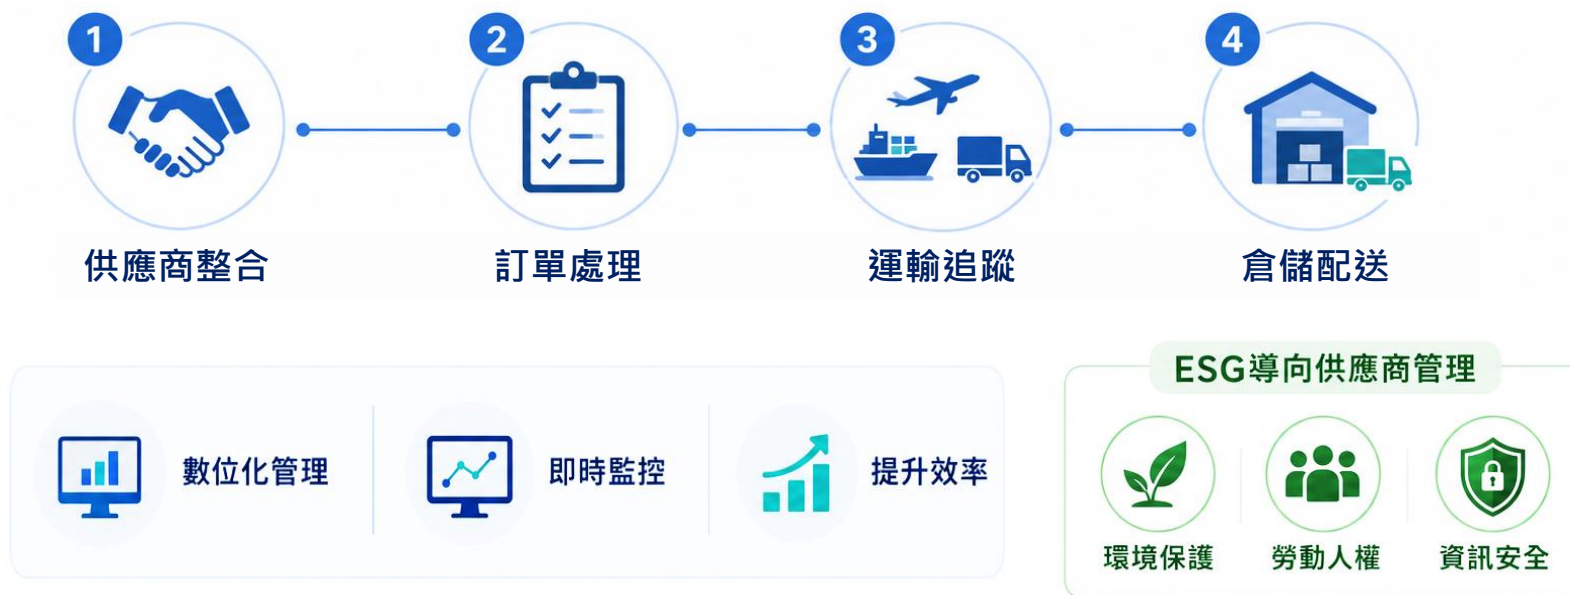 1
2
3
4
供應商整合
訂單處理
運輸追蹤
倉儲配送
數位化管理
即時監控
提升效率
ESG導向供應商管理
環境保護
勞動人權
資訊安全